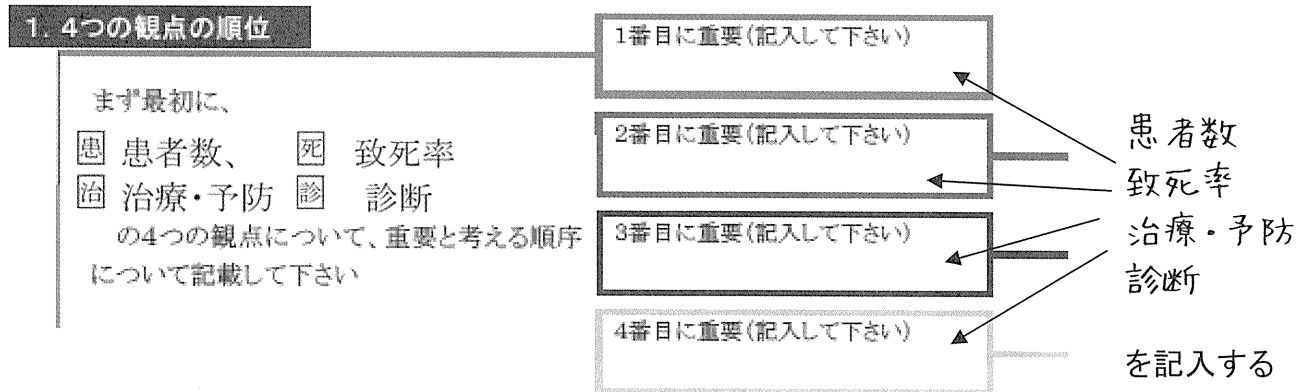 1. 4つの観点の順位
まず最初に、
患 患者数、 死 致死率
治 治療・予防 診 診断
の4つの観点について、重要と考える順序
について記載して下さい
1番目に重要(記入して下さい)
2番目に重要(記入して下さい)
3番目に重要(記入して下さい)
4番目に重要(記入して下さい)
患者数
致死率
治療・予防
診断
を記入する